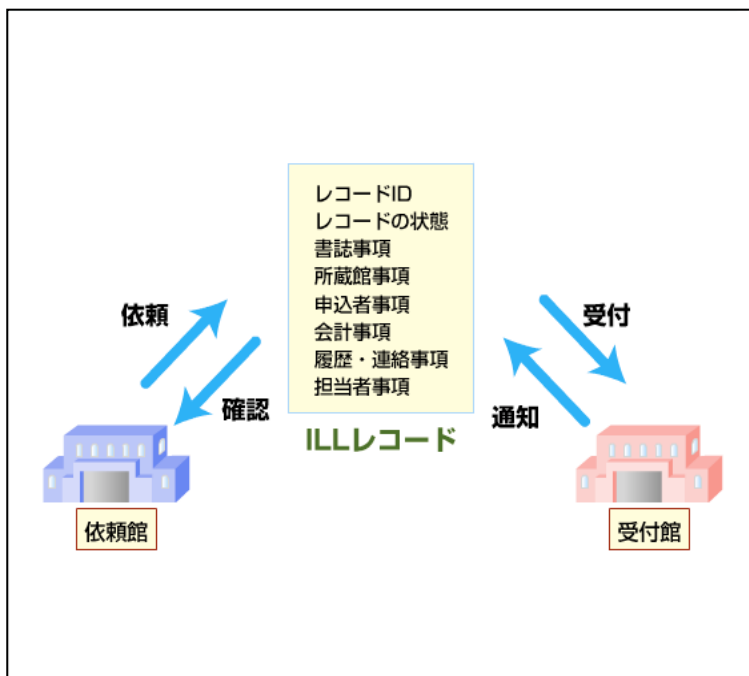 レコードID
レコードの状態
書誌事項
所蔵館事項
申込者事項
会計事項
履歴・連絡事項
担当者事項
ILLレコード
依頼
確認
受付
通知
依頼館
受付館